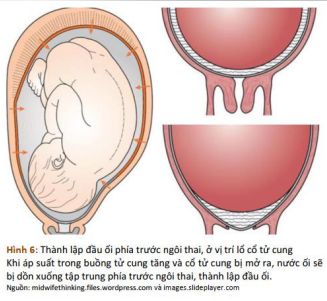 Hình 6: Thành lập đầu ối phía trước ngôi thai, ở vị trí lỗ cổ tử cung
Khi áp suất trong buồng tử cung tăng và cổ tử cung bị mở ra, nước ối sẽ
bị dồn xuống tập trung phía trước ngôi thai, thành lập đầu ối.
Nguồn: midwifethinking.files.wordpress.com và images.slideplayer.com